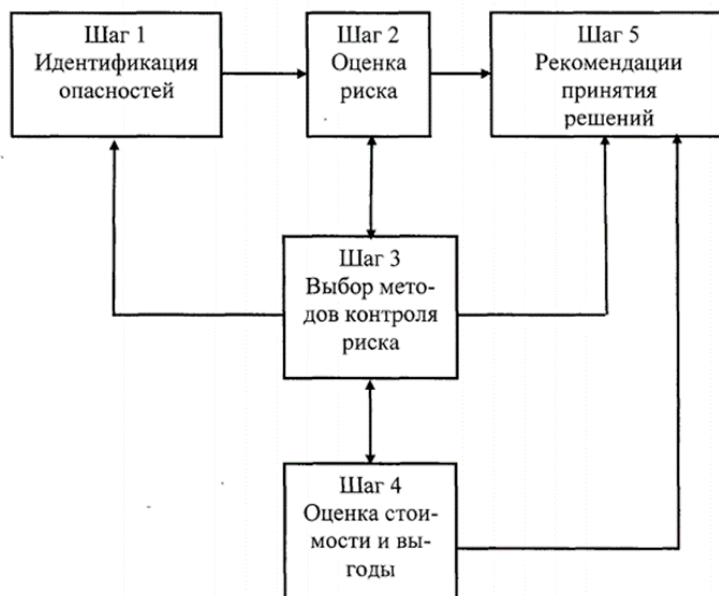 Шаг 1
Идентификация
опасностей
Шаг 2
Оценка
риска
Шаг 5
Рекомендации
принятия
решений
Шаг 3
Выбор мето-
дов контроля
риска
Шаг 4
Оценка стои-
мости и вы-
годы